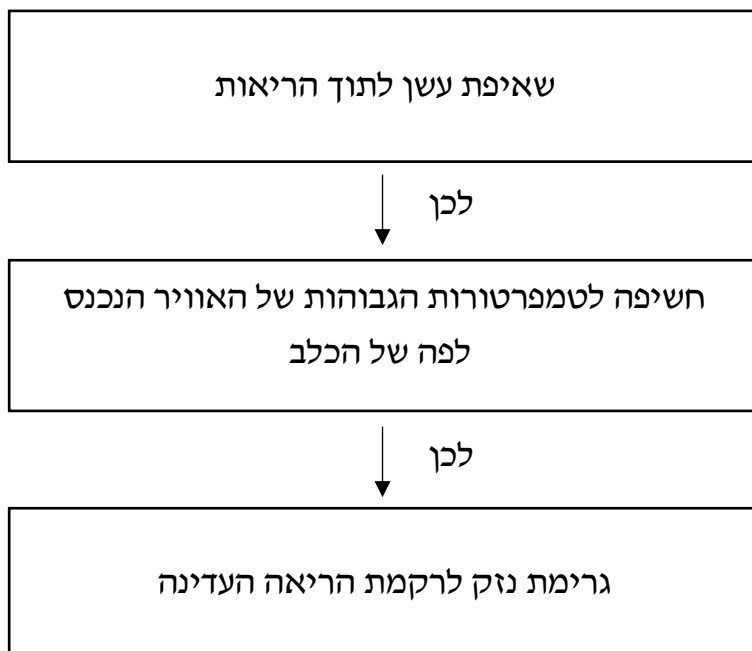 שאיפת עשן לתוך הריאות
לכן
חשיפה לטמפרטורות הגבוהות של האוויר הנכנס
לפה של הכלב
לכן
גרימת נזק לרקמת הריאה העדינה